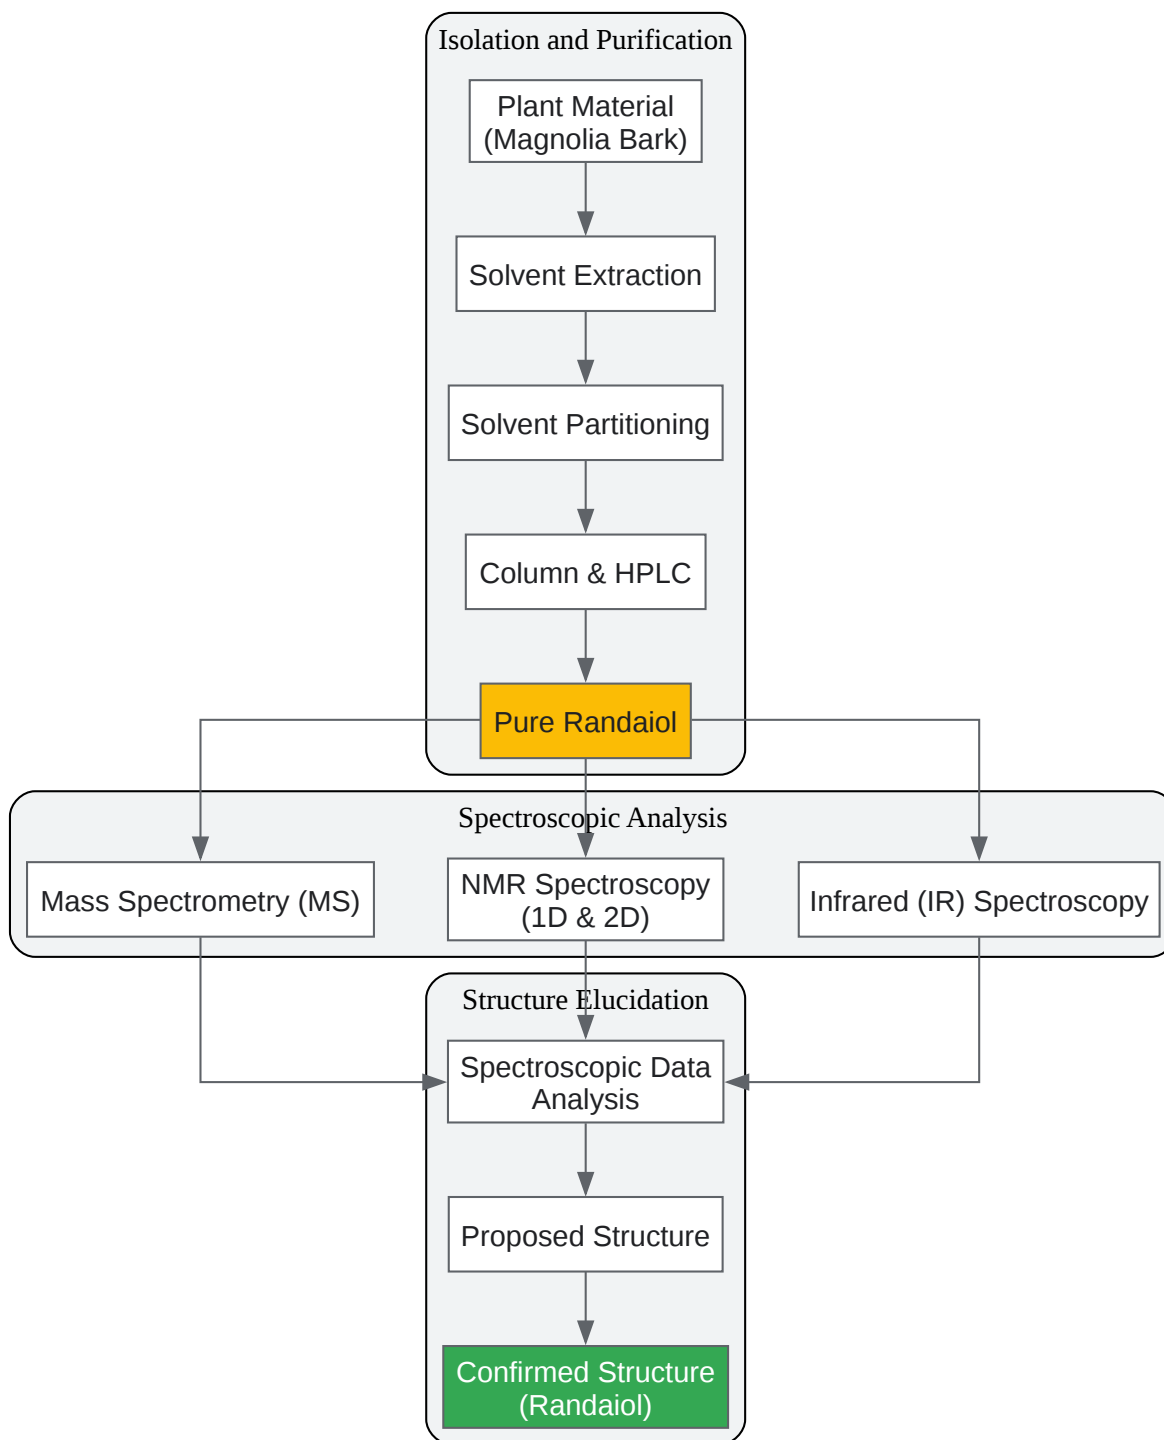 Isolation and Purification
Plant Material
(Magnolia Bark)
Solvent Extraction
Solvent Partitioning
Column & HPLC
Pure Randaiol
Spectroscopic Analysis
Mass Spectrometry (MS)
NMR Spectroscopy
(1D & 2D)
Infrared (IR) Spectroscopy
Structure Elucidation
Spectroscopic Data
Analysis
Proposed Structure
Confirmed Structure
(Randaiol)